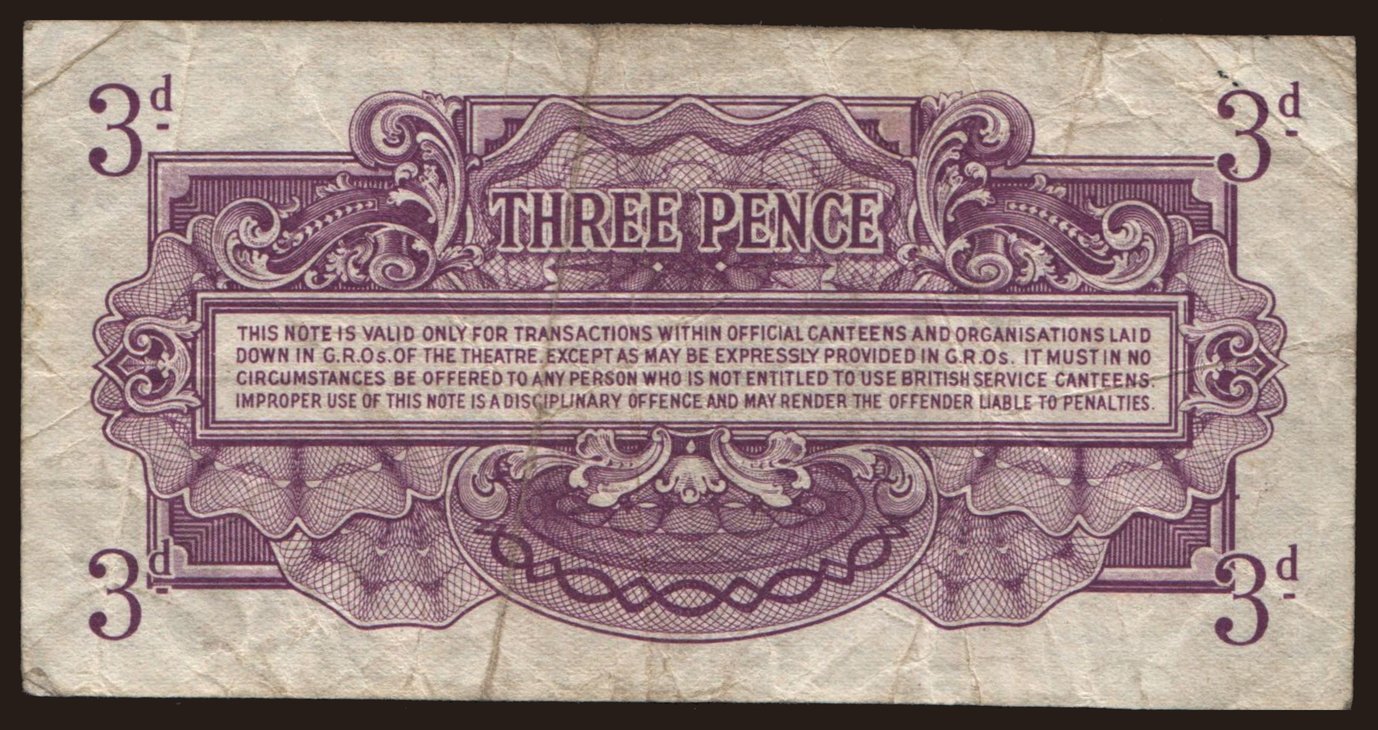 3d 3d
THREE PENCE
THIS NOTE IS VALID ONLY FOR TRANSACTIONS WITHIN OFFICIAL CANTEENS AND ORGANISATIONS LAID
DOWN IN G.R.Os. OF THE THEATRE. EXCEPT AS MAY BE EXPRESSLY PROVIDED IN G.R.Os. IT MUST IN NO
CIRCUMSTANCES BE OFFERED TO ANY PERSON WHO IS NOT ENTITLED TO USE BRITISH SERVICE CANTEENS.
IMPROPER USE OF THIS NOTE IS A DISCIPLINARY OFFENCE AND MAY RENDER THE OFFENDER LIABLE TO PENALTIES.
3d 3d